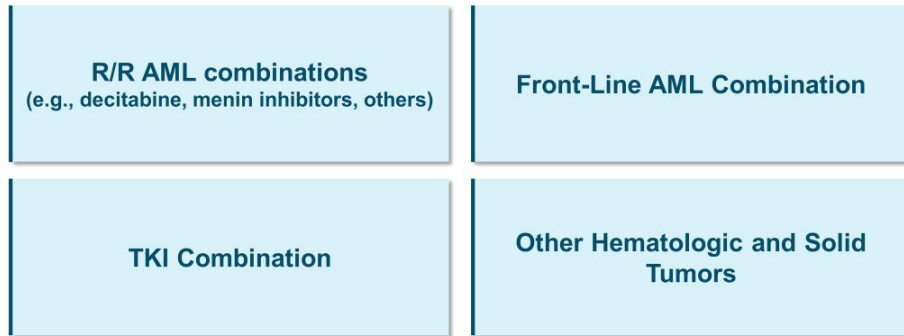 R/R AML combinations
(e.g., decitabine, menin inhibitors, others)
Front-Line AML Combination
TKI Combination
Other Hematologic and Solid
Tumors